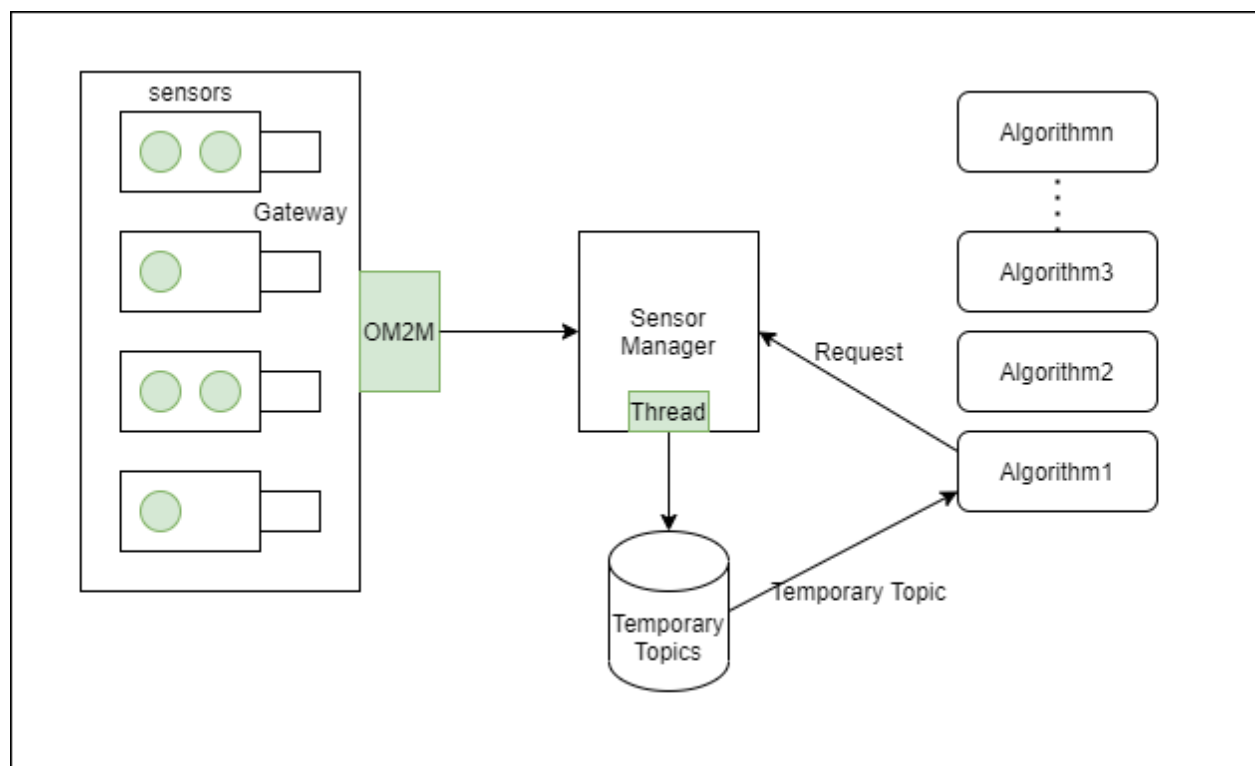 sensors
Gateway
OM2M
Sensor
Manager
Thread
Temporary
Topics
Request
Temporary Topic
Algorithmn
Algorithm3
Algorithm2
Algorithm1